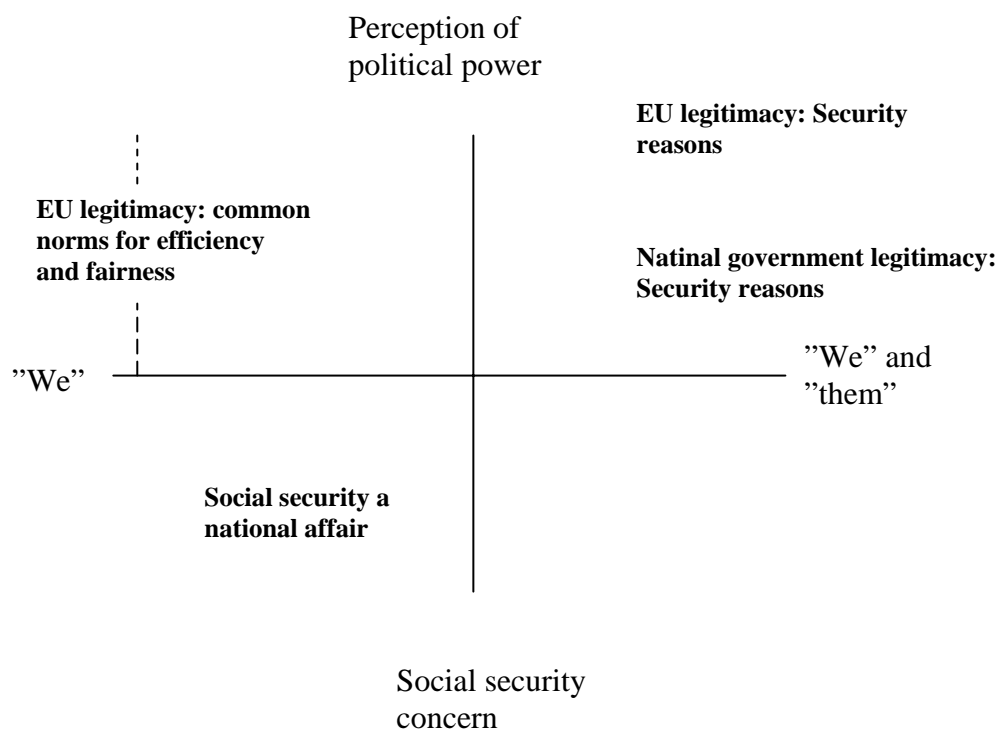 Perception of
political power
EU legitimacy: Security
reasons
EU legitimacy: common
norms for efficiency
and fairness
Natinal government legitimacy:
Security reasons
”We”
”We” and
”them”
Social security a
national affair
Social security
concern